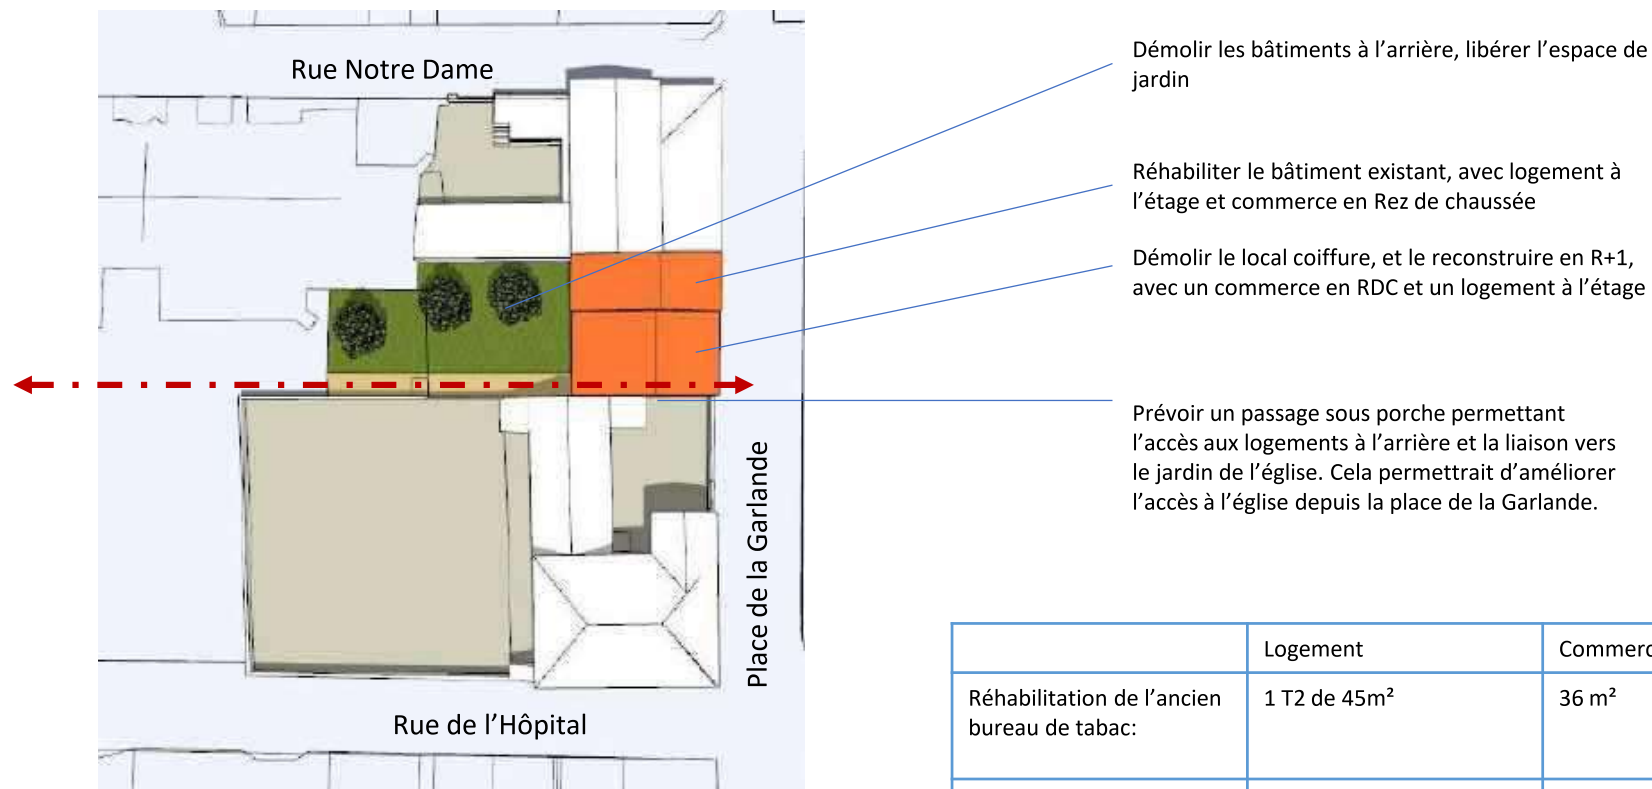 Rue Notre Dame
Démolir les bâtiments à l’arrière, libérer l’espace de
jardin
Réhabiliter le bâtiment existant, avec logement à
l’étage et commerce en Rez de chaussée
Démolir le local coiffure, et le reconstruire en R+1,
avec un commerce en RDC et un logement à l’étage
Prévoir un passage sous porche permettant
l’accès aux logements à l’arrière et la liaison vers
le jardin de l’église. Cela permettrait d’améliorer
l’accès à l’église depuis la place de la Garlande.
Place de la Garlande
Rue de l’Hôpital
Logement
Commerc
Réhabilitation de l’ancien
bureau de tabac:
1 T2 de 45m²
36 m²